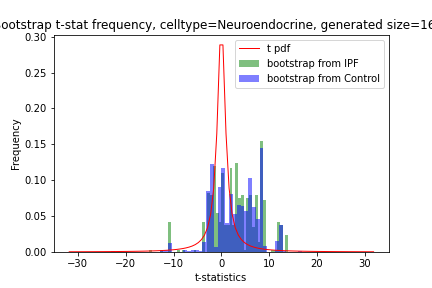 ootstrap t-stat frequency, celltype=Neuroendocrine, generated size=16
t pdf
bootstrap from IPF
bootstrap from Control
Frequency
0.30
0.25
0.20
0.15
0.10
0.05
0.00
−30 −20 −10 0 10 20 30
t-statistics